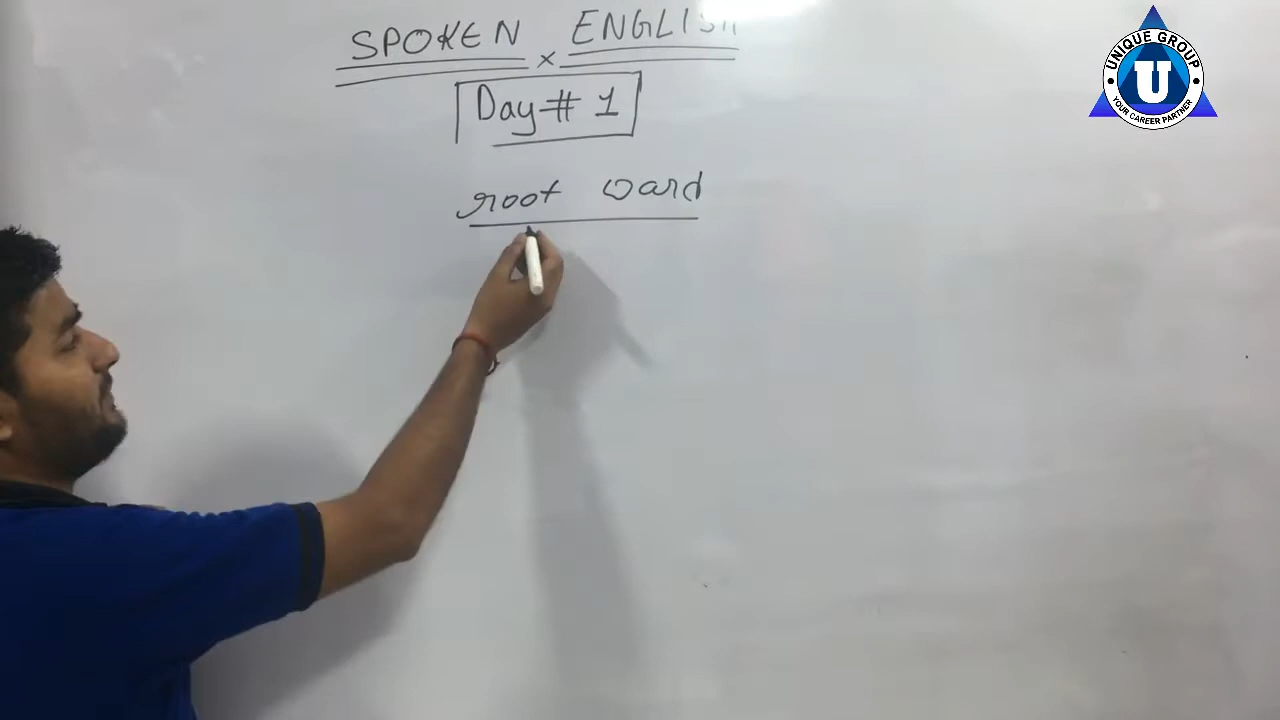 SPOKEN × ENGLISH
Day # 1
root word
UNIQUE GROUP
U
YOUR CAREER PARTNER